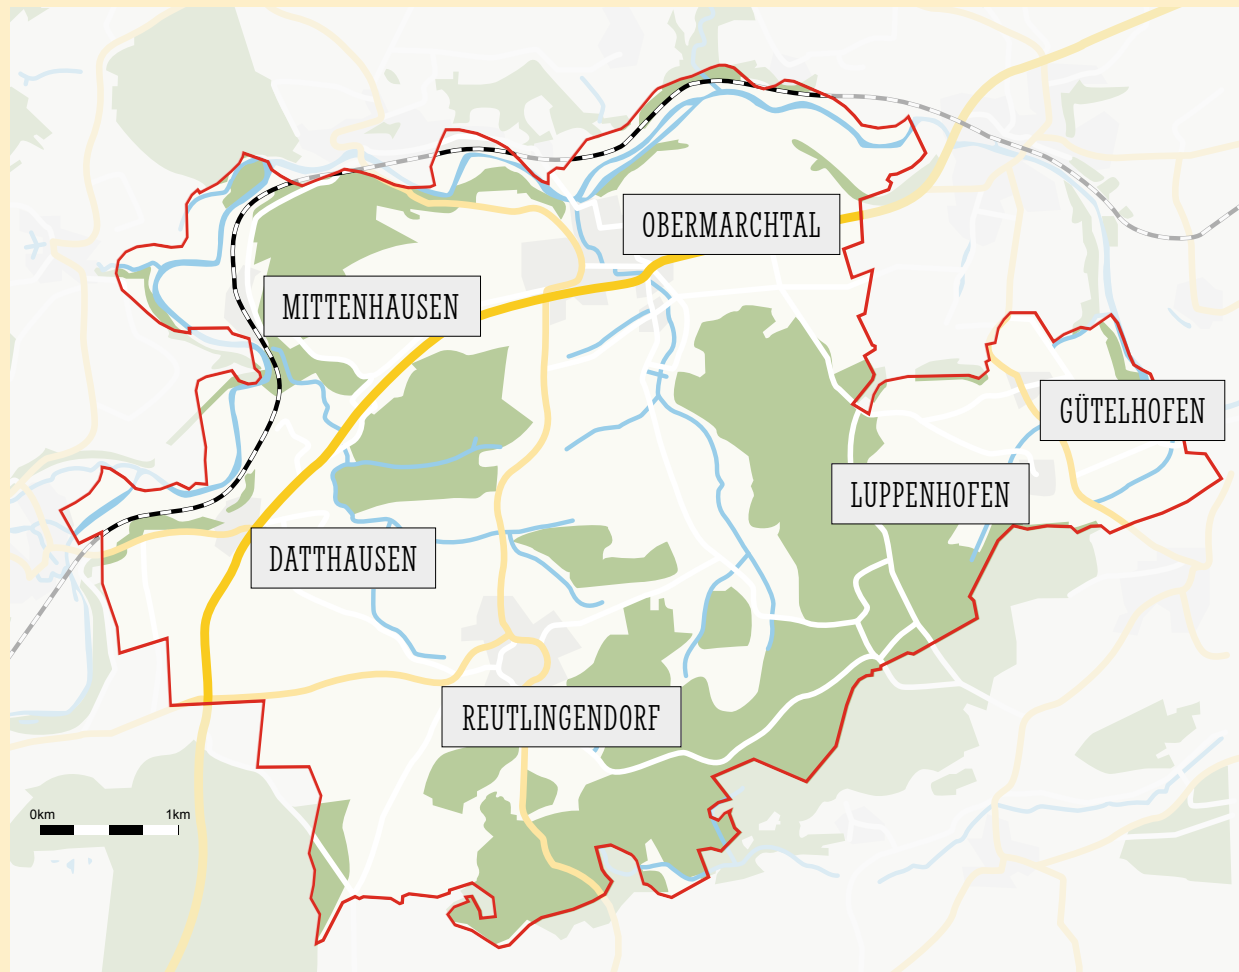 OBERMARCHTAL
MITTENHAUSEN
GÜTELHOFEN
LUPPENHOFEN
DATTHAUSEN
REUTLINGENDORF
0km 1km